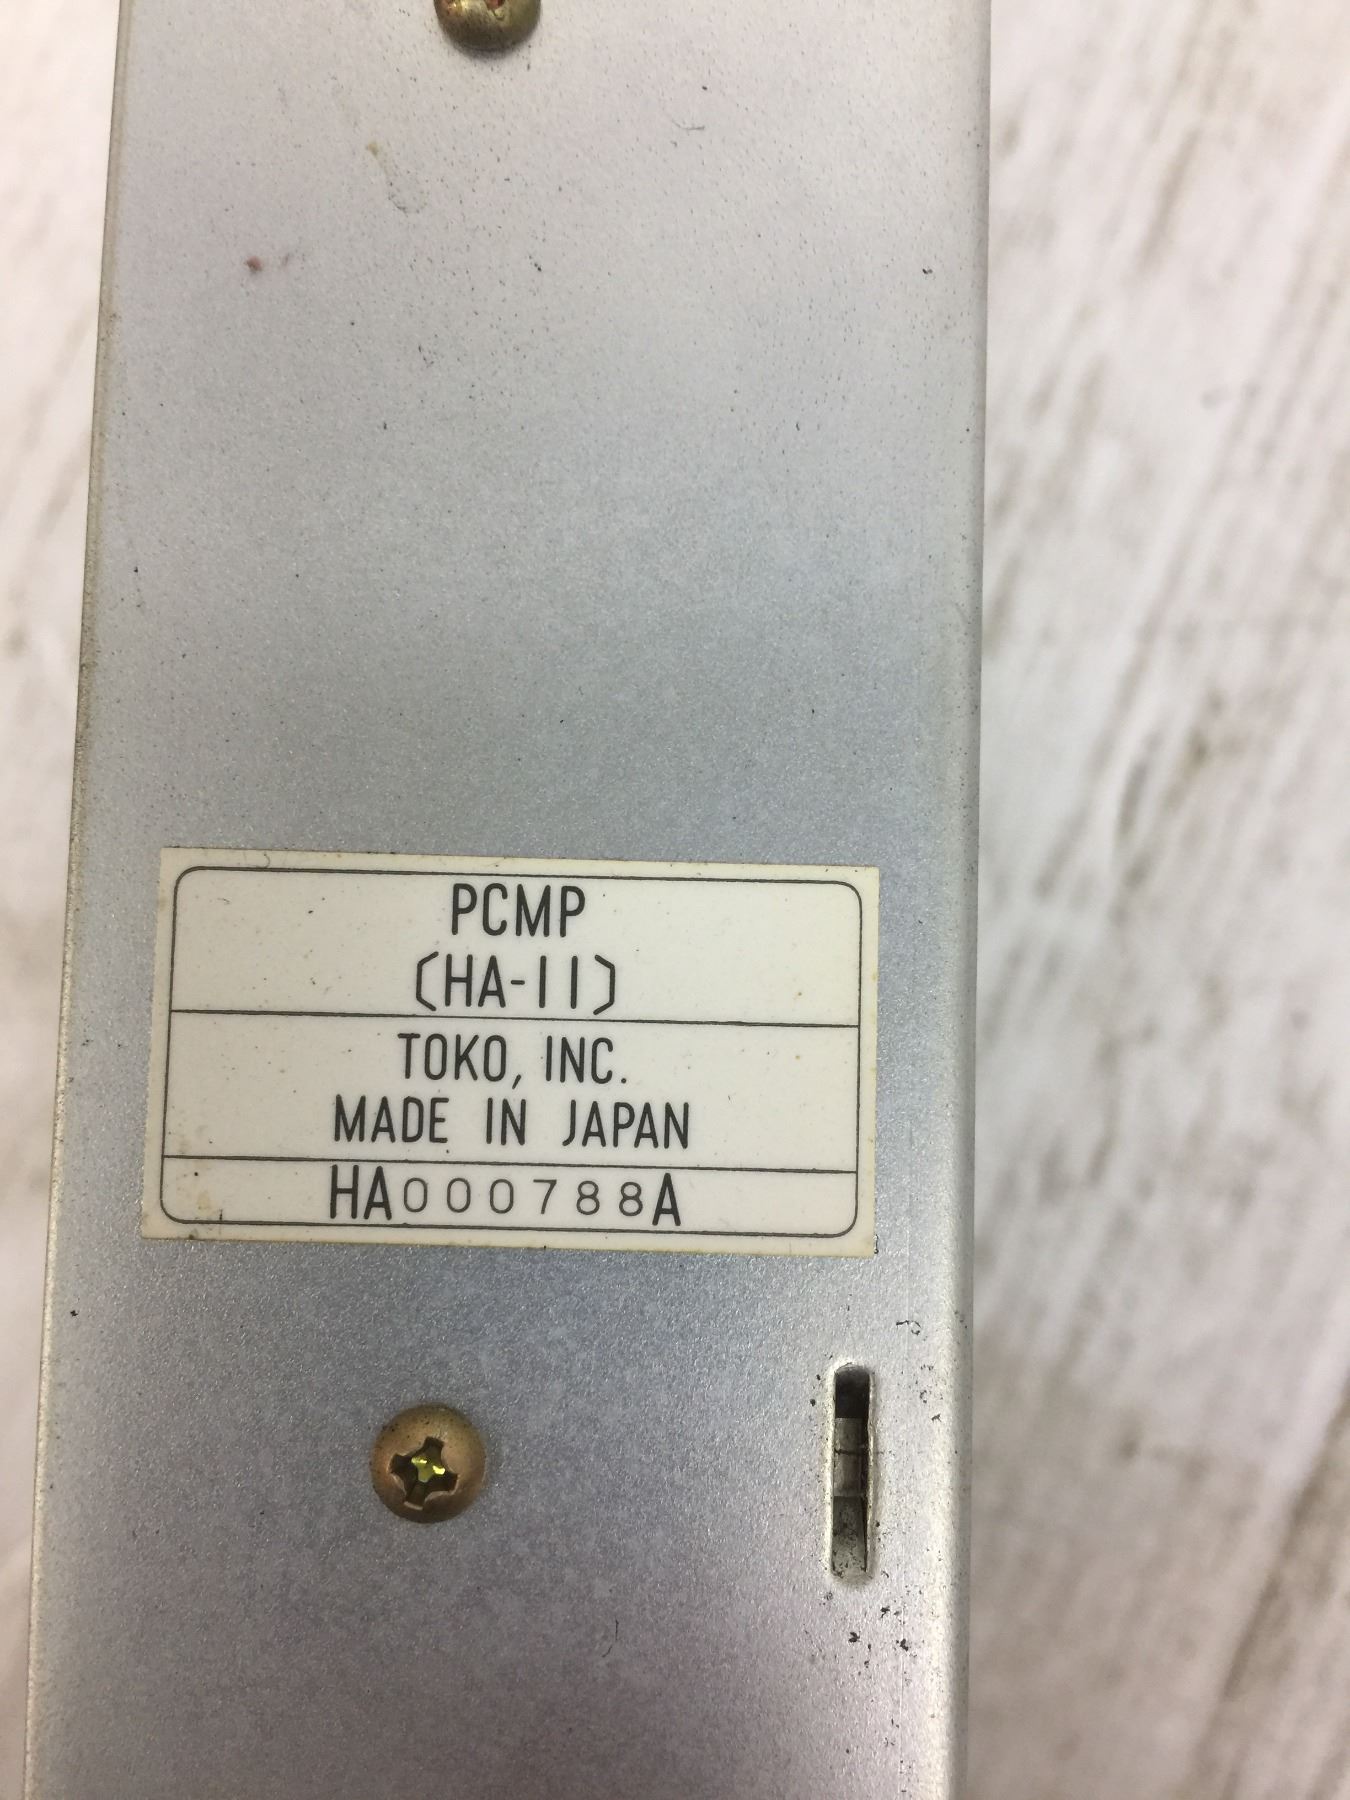 PCMP
(HA-11)
TOKO, INC.
MADE IN JAPAN
HA000788A